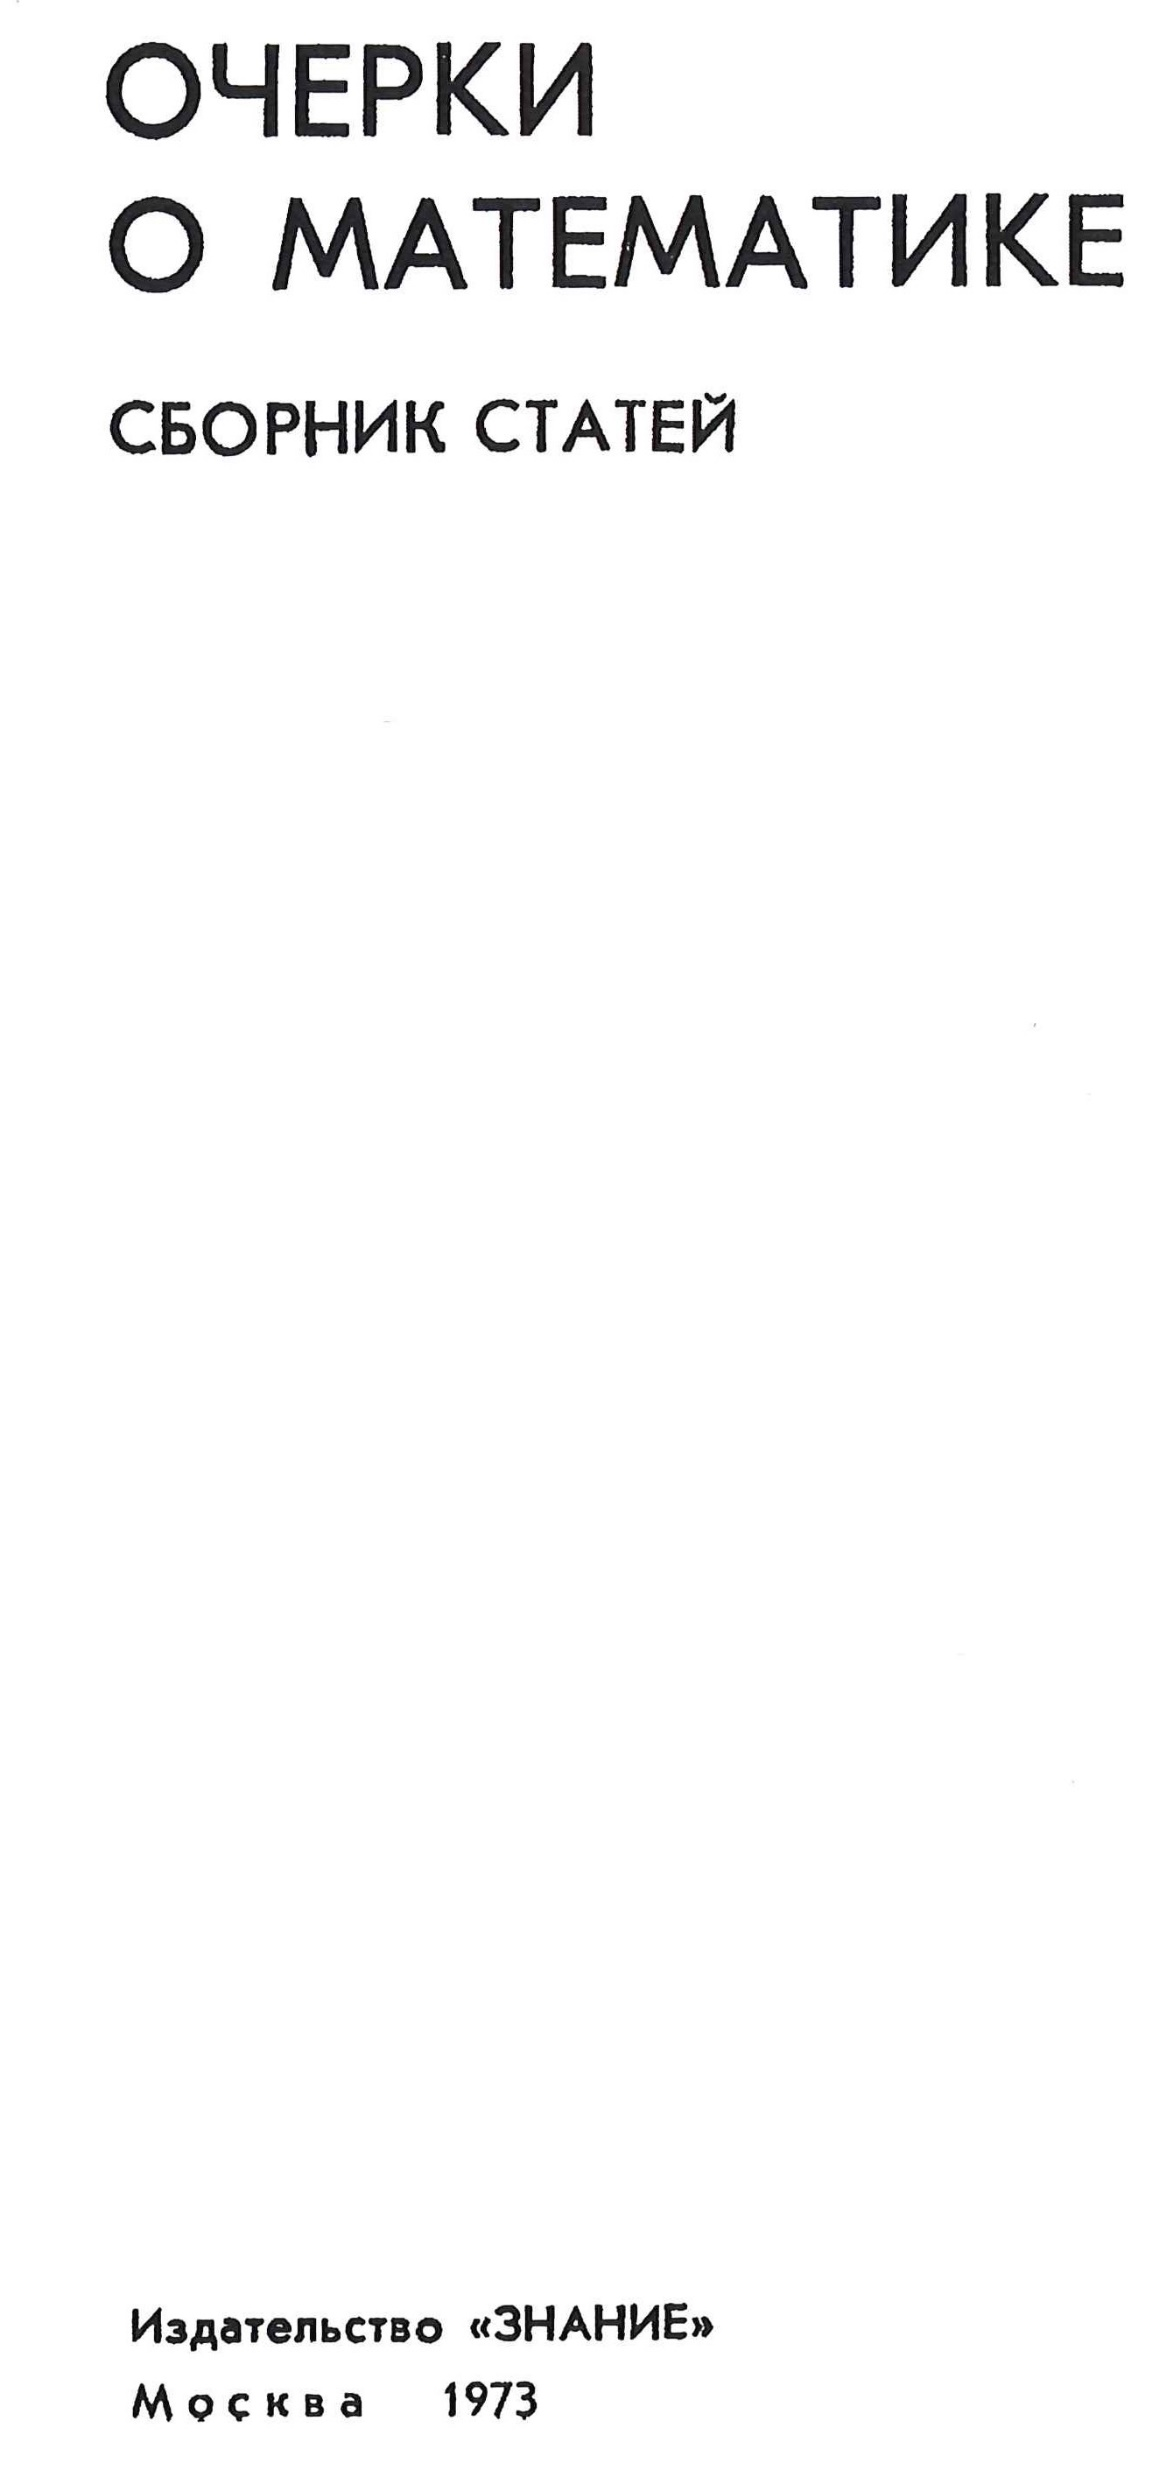 ОЧЕРКИ
О МАТЕМАТИКЕ
СБОРНИК СТАТЕЙ
Издательство «ЗНАНИЕ»
Москва 1973